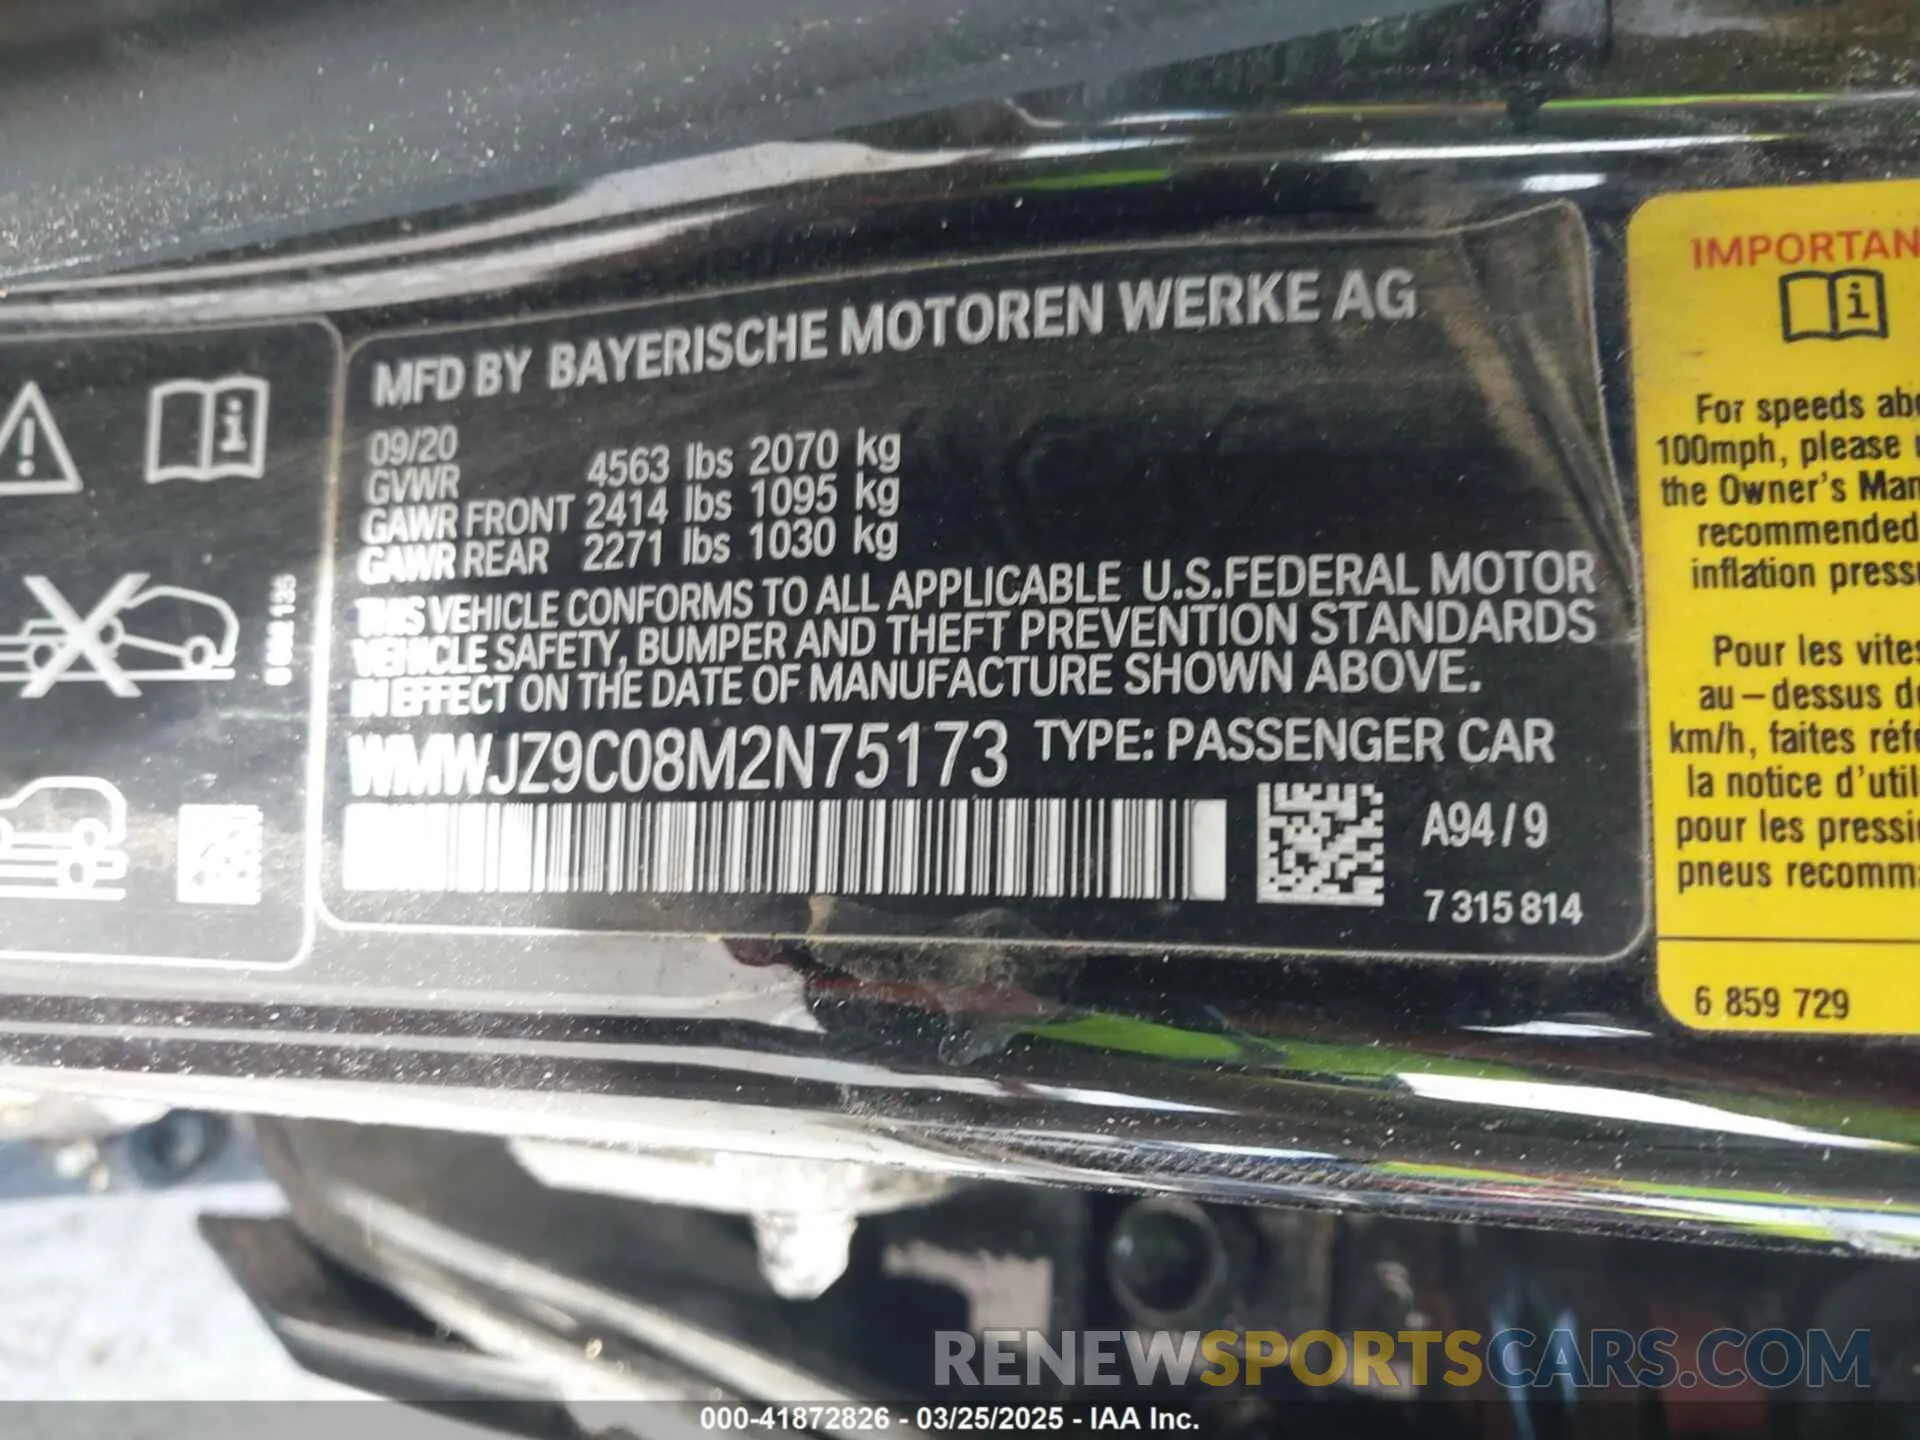 MFD BY BAYERISCHE MOTOREN WERKE AG
09/20
GVWR 4563 lbs 2070 kg
GAWR FRONT 2414 lbs 1095 kg
GAWR REAR 2271 lbs 1030 kg
THIS VEHICLE CONFORMS TO ALL APPLICABLE U.S.FEDERAL MOTOR
VEHICLE SAFETY, BUMPER AND THEFT PREVENTION STANDARDS
IN EFFECT ON THE DATE OF MANUFACTURE SHOWN ABOVE.
WMWJZ9C08M2N75173 TYPE: PASSENGER CAR
A94/9
7 315 814
IMPORTAN
i
For speeds abo
100mph, please
the Owner's Man
recommended
inflation pressu
Pour les vites
au-dessus de
km/h, faites réfé
la notice d'util
pour les pressio
pneus recomma
6 859 729
i
RENEWSPORTSCARS.COM
000-41872826 - 03/25/2025 - IAA Inc.